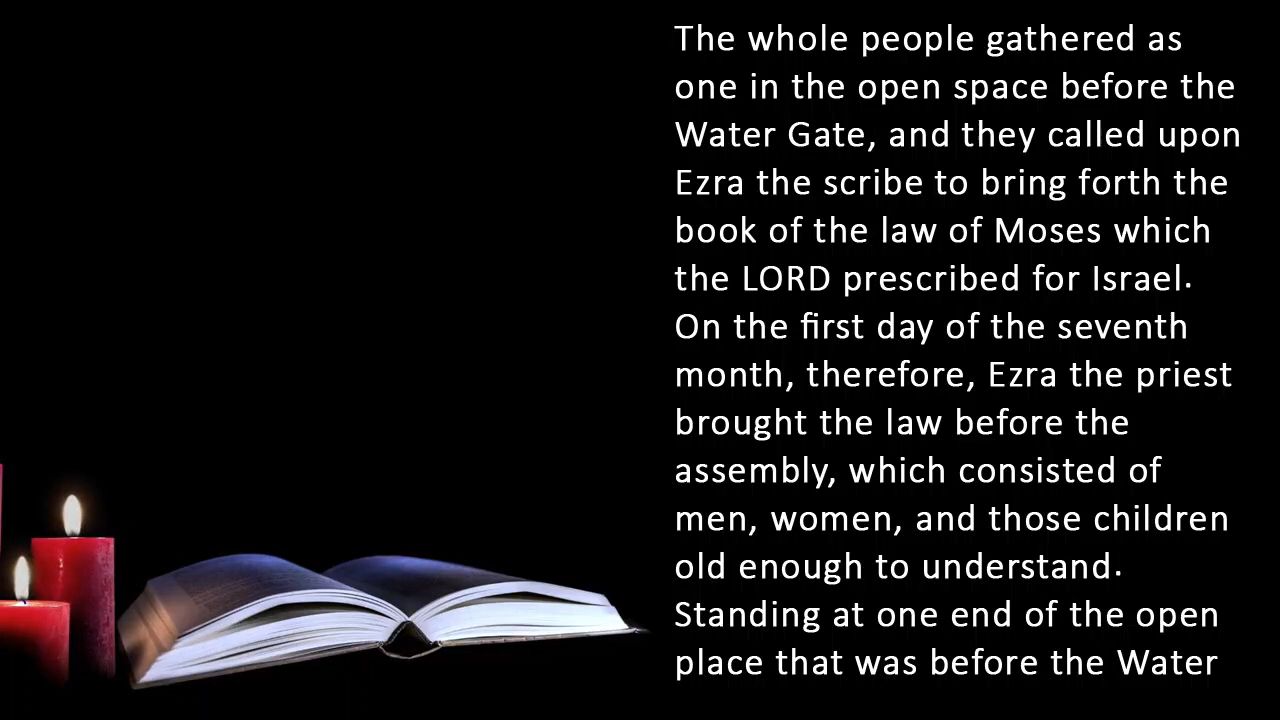 The whole people gathered as
one in the open space before the
Water Gate, and they called upon
Ezra the scribe to bring forth the
book of the law of Moses which
the LORD prescribed for Israel.
On the first day of the seventh
month, therefore, Ezra the priest
brought the law before the
assembly, which consisted of
men, women, and those children
old enough to understand.
Standing at one end of the open
place that was before the Water